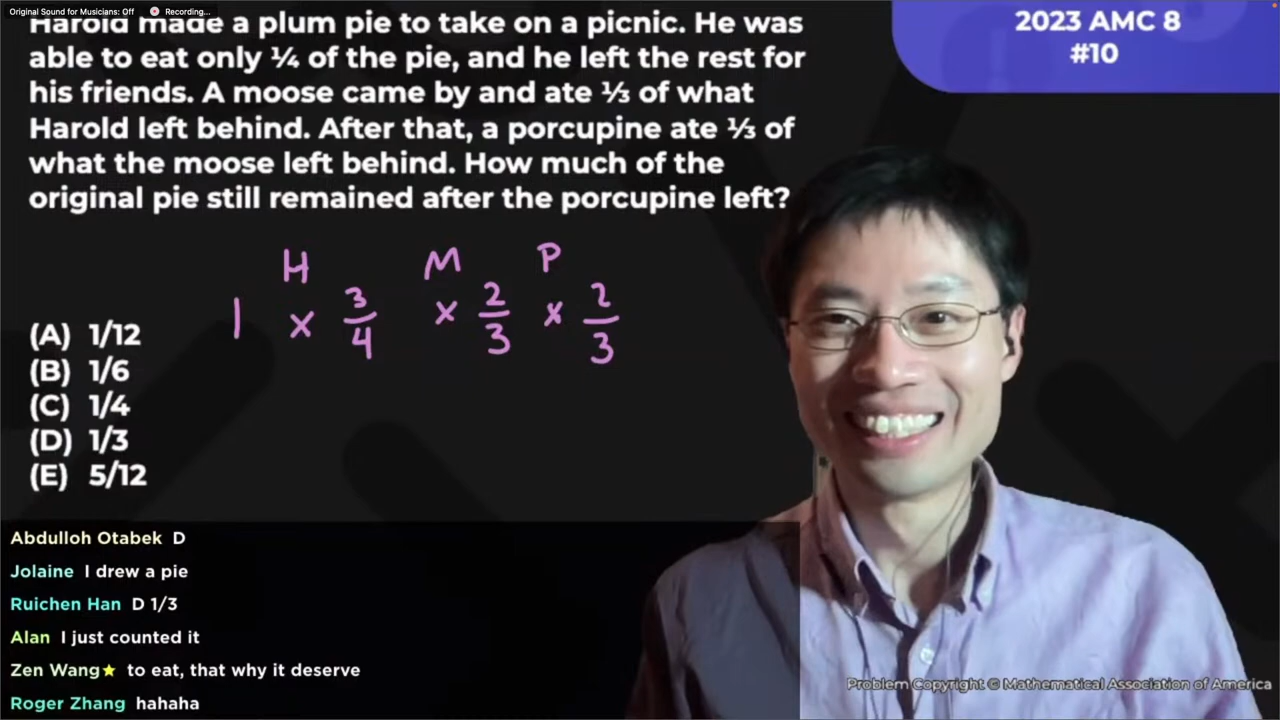 Original Sound for Musicians: Off Recording...
Harold made a plum pie to take on a picnic. He was
able to eat only ¼ of the pie, and he left the rest for
his friends. A moose came by and ate ⅓ of what
Harold left behind. After that, a porcupine ate ⅓ of
what the moose left behind. How much of the
original pie still remained after the porcupine left?
2023 AMC 8
#10
H M P
1 × 3/4 × 2/3 × 2/3
(A) 1/12
(B) 1/6
(C) 1/4
(D) 1/3
(E) 5/12
Abdulloh Otabek D
Jolaine I drew a pie
Ruichen Han D 1/3
Alan I just counted it
Zen Wang★ to eat, that why it deserve
Roger Zhang hahaha
Problem Copyright © Mathematical Association of America